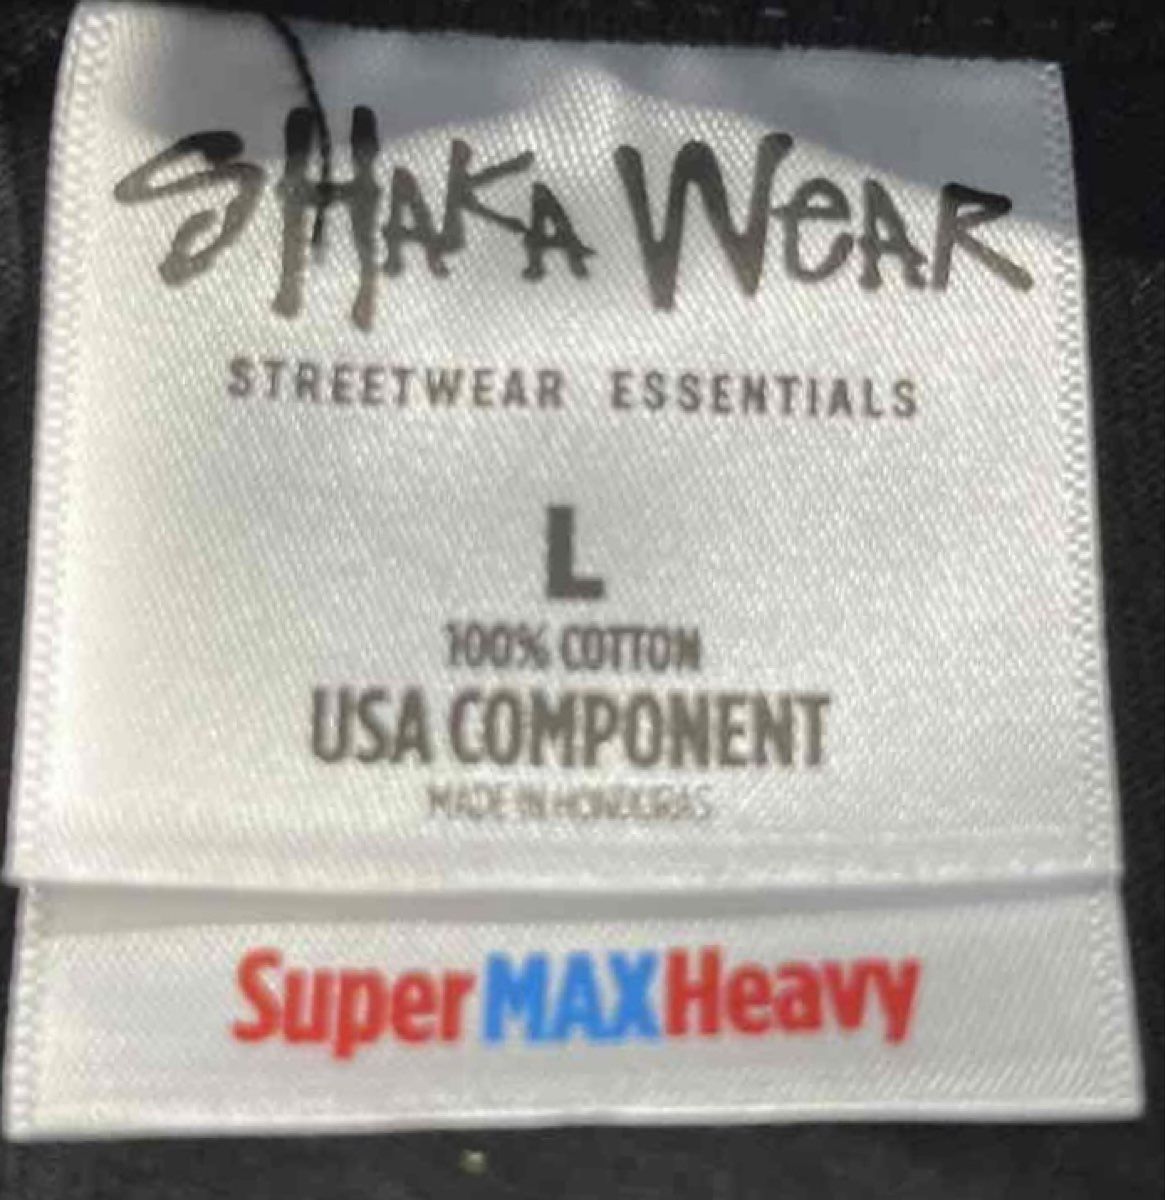 SHAKA WeAR
STREETWEAR ESSENTIALS
L
100% COTTON
USA COMPONENT
MADE IN HONDURAS
SuperMAXHeavy